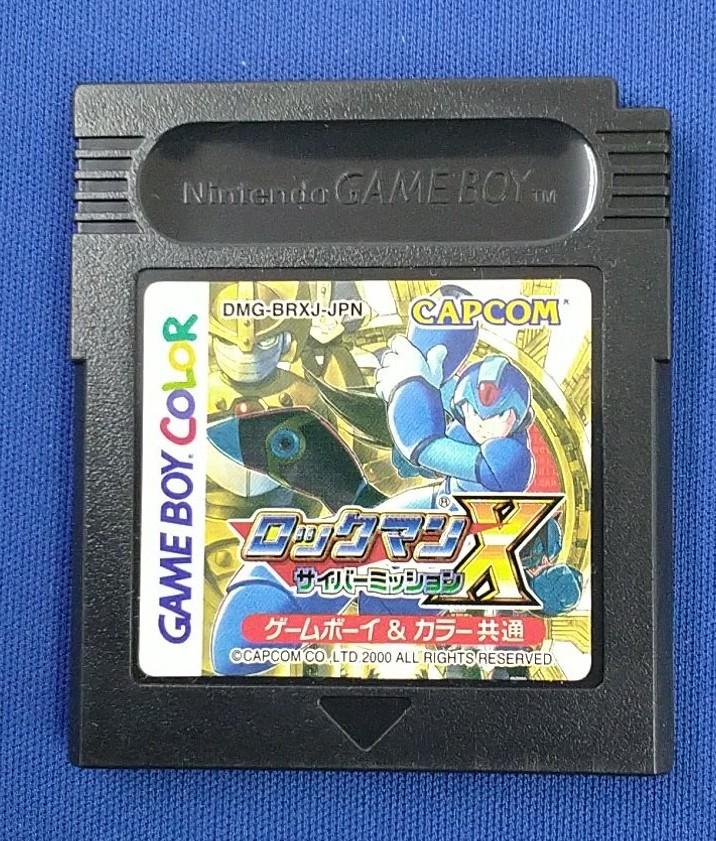 Nintendo GAME BOY TM
DMG-BRXJ-JPN
CAPCOM
GAME BOY COLOR
ロックマンX
®
サイバーミッション
ゲームボーイ & カラー共通
©CAPCOM CO., LTD. 2000 ALL RIGHTS RESERVED